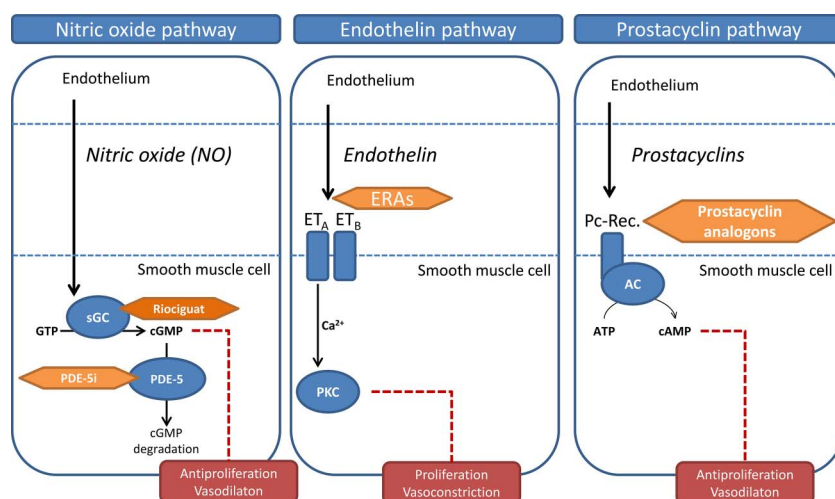 Nitric oxide pathway
Endothelium
Nitric oxide (NO)
Smooth muscle cell
sGC
Riociguat
GTP
cGMP
PDE-5i
PDE-5
cGMP
degradation
Antiproliferation
Vasodilaton
Endothelin pathway
Endothelium
Endothelin
ERAs
ETA ETB
Smooth muscle cell
Ca²⁺
PKC
Proliferation
Vasoconstriction
Prostacyclin pathway
Endothelium
Prostacyclins
Pc-Rec.
Prostacyclin
analogons
Smooth muscle cell
AC
ATP
cAMP
Antiproliferation
Vasodilaton